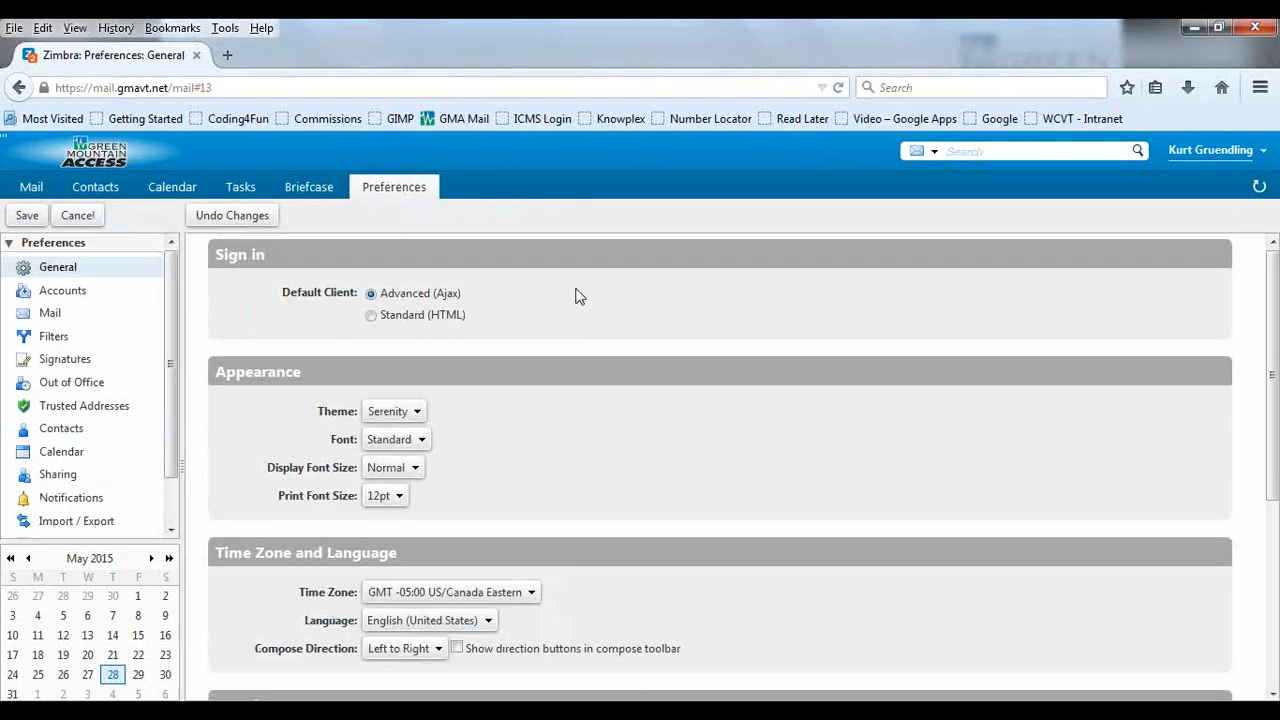 File Edit View History Bookmarks Tools Help
Zimbra: Preferences: General
https://mail.gmavt.net/mail#13 Search
Most Visited Getting Started Coding4Fun Commissions GIMP GMA Mail ICMS Login Knowplex Number Locator Read Later Video – Google Apps Google WCVT - Intranet
GREEN MOUNTAIN ACCESS Search Kurt Gruendling
Mail Contacts Calendar Tasks Briefcase Preferences
Save Cancel Undo Changes
Preferences
General
Accounts
Mail
Filters
Signatures
Out of Office
Trusted Addresses
Contacts
Calendar
Sharing
Notifications
Import / Export
May 2015
S M T W T F S
26 27 28 29 30 1 2
3 4 5 6 7 8 9
10 11 12 13 14 15 16
17 18 19 20 21 22 23
24 25 26 27 28 29 30
31 1 2 3 4 5 6
Sign in
Default Client: Advanced (Ajax)
Standard (HTML)
Appearance
Theme: Serenity
Font: Standard
Display Font Size: Normal
Print Font Size: 12pt
Time Zone and Language
Time Zone: GMT -05:00 US/Canada Eastern
Language: English (United States)
Compose Direction: Left to Right Show direction buttons in compose toolbar